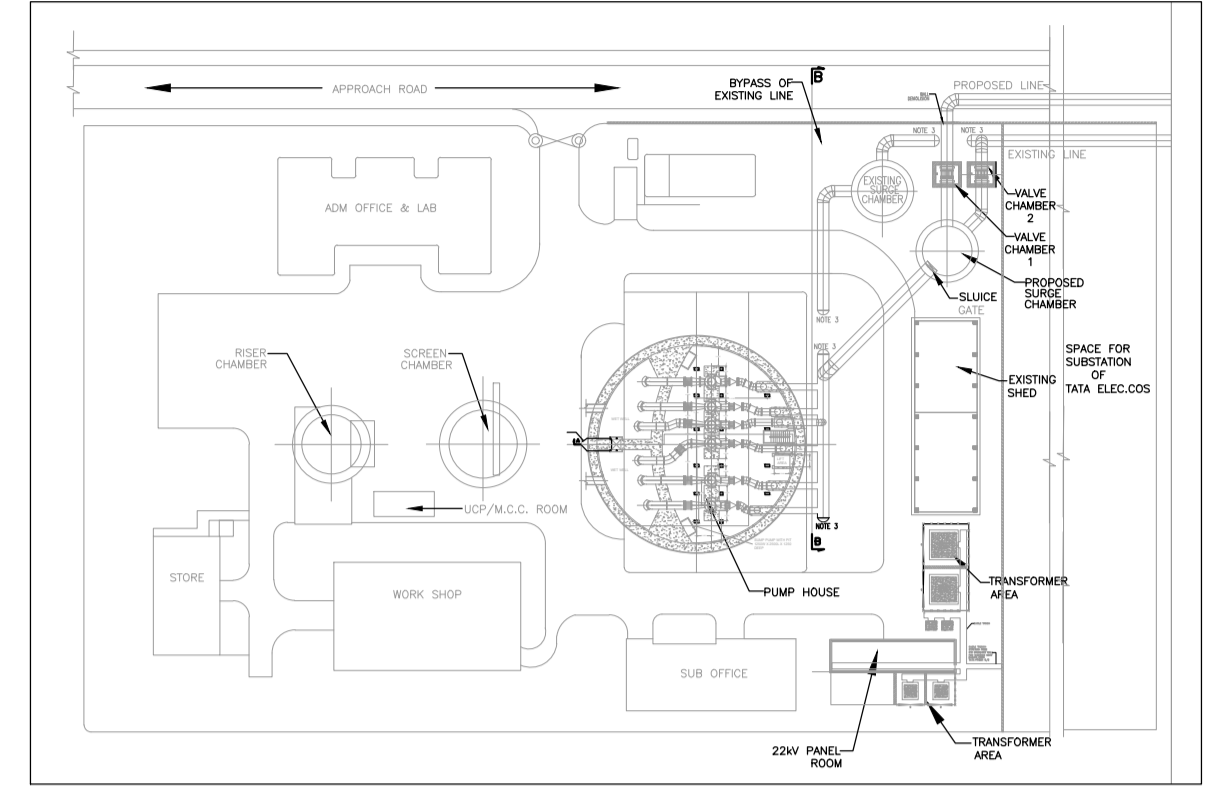 B
BYPASS OF
EXISTING LINE
APPROACH ROAD
WALL
DEMOLISION
PROPOSED LINE
NOTE 3
NOTE 3
EXISTING LINE
EXISTING
SURGE
CHAMBER
VALVE
CHAMBER
2
VALVE
CHAMBER
1
ADM OFFICE & LAB
PROPOSED
SURGE
CHAMBER
SLUICE
GATE
NOTE 3
NOTE 3
RISER
CHAMBER
SCREEN
CHAMBER
SPACE FOR
SUBSTATION
OF
TATA ELEC.COS
EXISTING
SHED
UCP/M.C.C. ROOM
NOTE 3
B
STORE
WORK SHOP
PUMP HOUSE
TRANSFORMER
AREA
SUB OFFICE
22kV PANEL
ROOM
TRANSFORMER
AREA